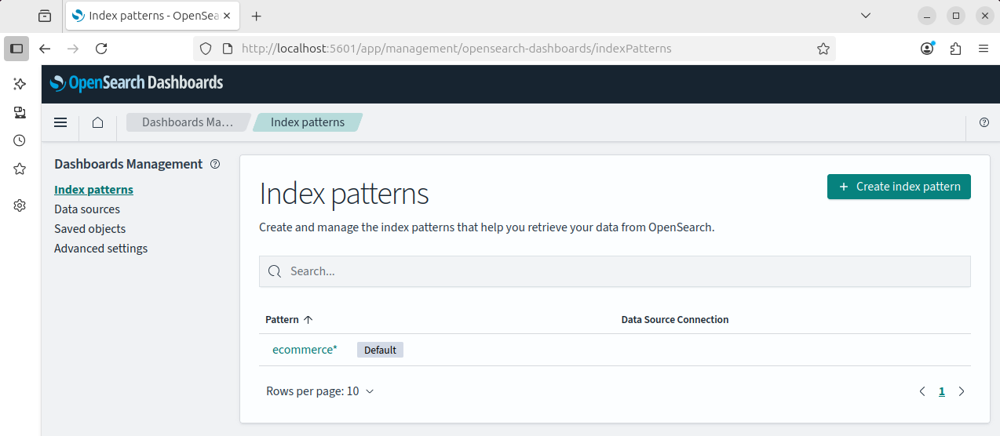 Index patterns - OpenSea
http://localhost:5601/app/management/opensearch-dashboards/indexPatterns
OpenSearch Dashboards
Dashboards Ma… Index patterns
Dashboards Management
Index patterns
Data sources
Saved objects
Advanced settings
Index patterns
Create index pattern
Create and manage the index patterns that help you retrieve your data from OpenSearch.
Search...
Pattern Data Source Connection
ecommerce* Default
Rows per page: 10
1